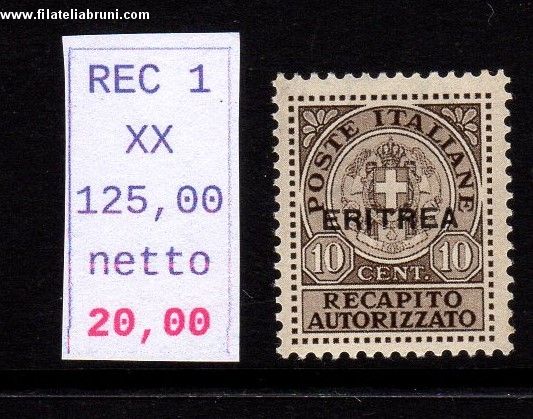 www.filateliabruni.com
REC 1
XX
125,00
netto
20,00
POSTE ITALIANE
ERITREA
10 CENT. 10
RECAPITO
AUTORIZZATO